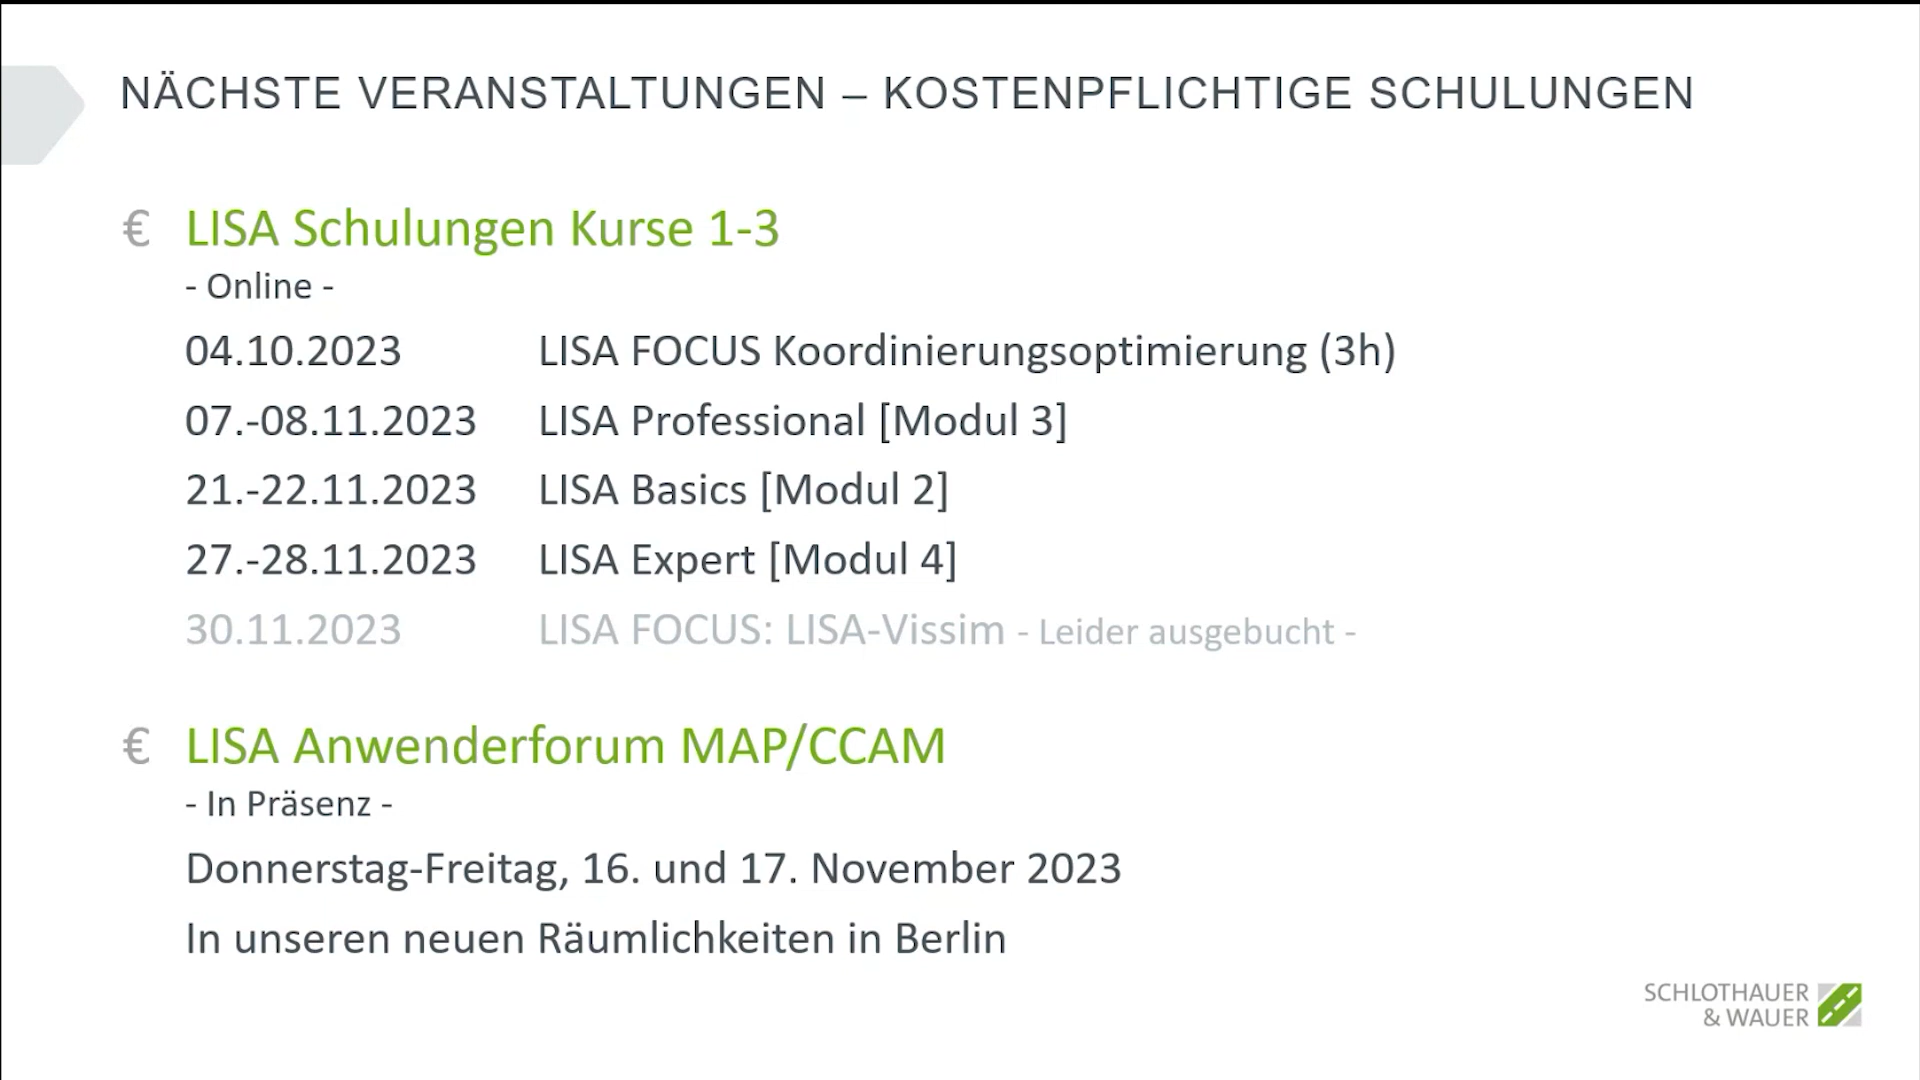 NÄCHSTE VERANSTALTUNGEN – KOSTENPFLICHTIGE SCHULUNGEN
€ LISA Schulungen Kurse 1-3
- Online -
04.10.2023 LISA FOCUS Koordinierungsoptimierung (3h)
07.-08.11.2023 LISA Professional [Modul 3]
21.-22.11.2023 LISA Basics [Modul 2]
27.-28.11.2023 LISA Expert [Modul 4]
30.11.2023 LISA FOCUS: LISA-Vissim - Leider ausgebucht -
€ LISA Anwenderforum MAP/CCAM
- In Präsenz -
Donnerstag-Freitag, 16. und 17. November 2023
In unseren neuen Räumlichkeiten in Berlin
SCHLOTHAUER
& WAUER